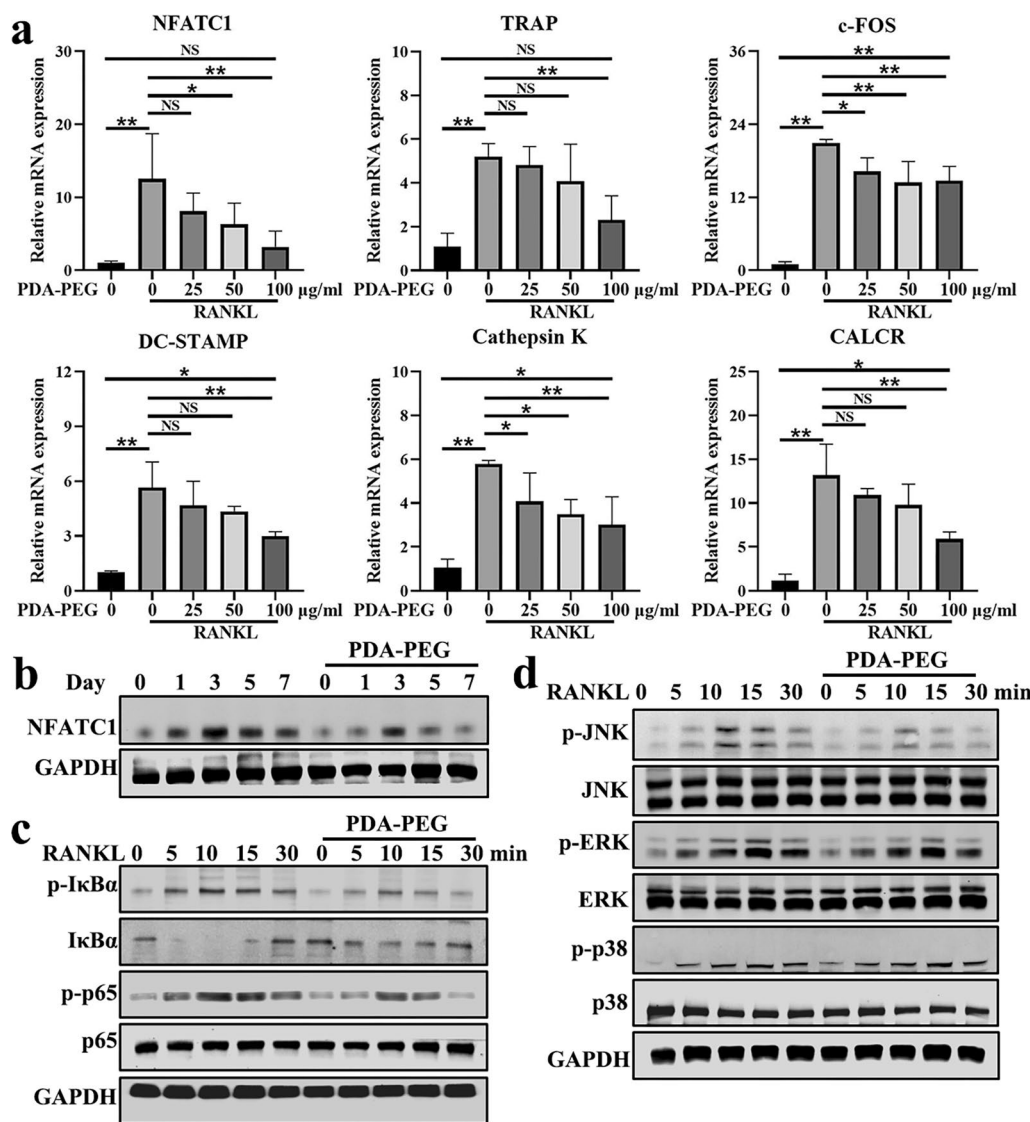 a
NFATC1
Relative mRNA expression
30
20
10
0
NS
**
*
NS
**
PDA-PEG 0 0 25 50 100 μg/ml
RANKL
TRAP
Relative mRNA expression
10
8
6
4
2
0
NS
**
NS
NS
**
PDA-PEG 0 0 25 50 100 μg/ml
RANKL
c-FOS
Relative mRNA expression
36
24
12
0
**
**
**
*
**
PDA-PEG 0 0 25 50 100 μg/ml
RANKL
DC-STAMP
Relative mRNA expression
12
9
6
3
0
*
**
NS
NS
**
PDA-PEG 0 0 25 50 100 μg/ml
RANKL
Cathepsin K
Relative mRNA expression
10
8
6
4
2
0
*
**
*
*
**
PDA-PEG 0 0 25 50 100 μg/ml
RANKL
CALCR
Relative mRNA expression
25
20
15
10
5
0
*
**
NS
NS
**
PDA-PEG 0 0 25 50 100 μg/ml
RANKL
b
PDA-PEG
Day 0 1 3 5 7 0 1 3 5 7
NFATC1
GAPDH
c
PDA-PEG
RANKL 0 5 10 15 30 0 5 10 15 30 min
p-IκBα
IκBα
p-p65
p65
GAPDH
d
PDA-PEG
RANKL 0 5 10 15 30 0 5 10 15 30 min
p-JNK
JNK
p-ERK
ERK
p-p38
p38
GAPDH